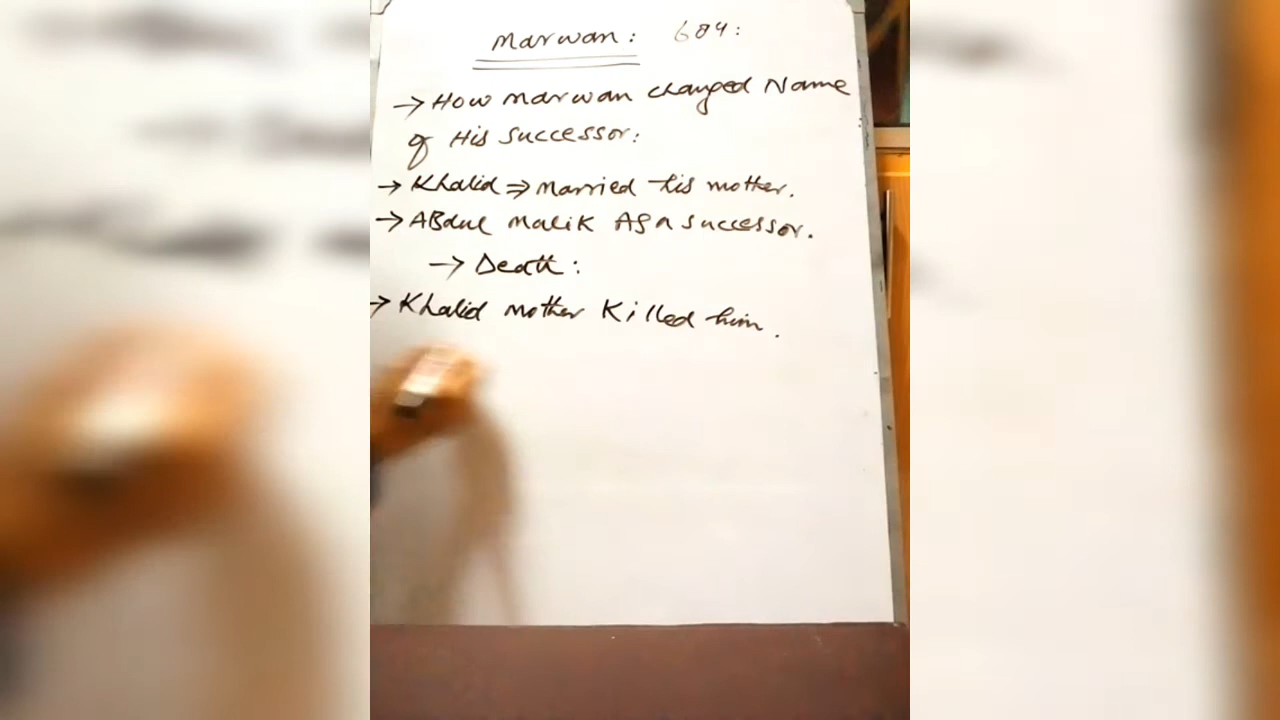 Marwan: 684:
→ How Marwan changed Name
of His successor:
→ Khalid ⇒ Married his mother.
→ ABdul Malik As a successor.
→ Death:
→ Khalid mother Killed him.